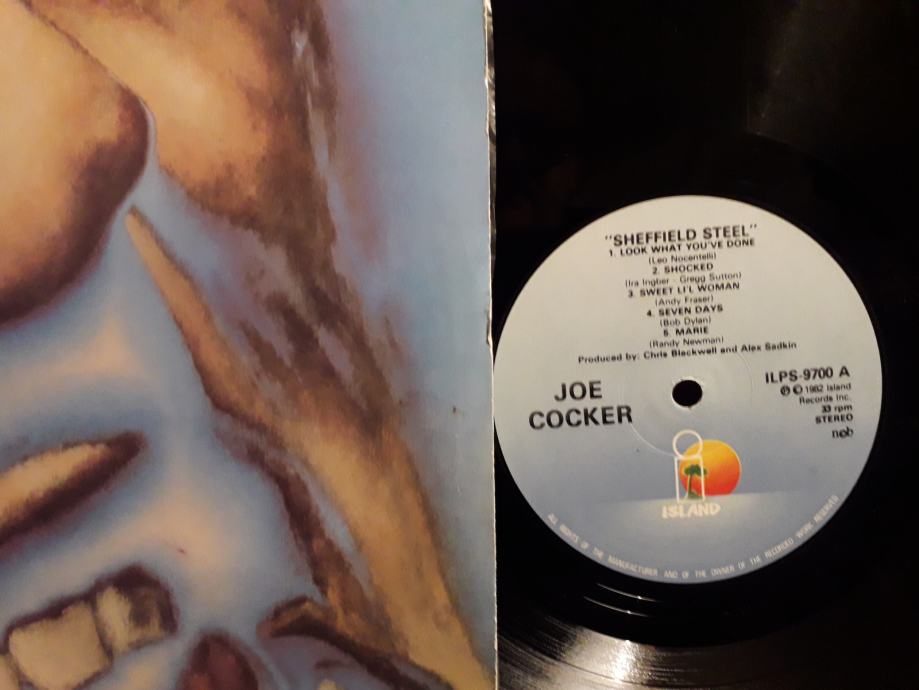 "SHEFFIELD STEEL"
1. LOOK WHAT YOU'VE DONE
(Leo Nocentelli)
2. SHOCKED
(Ira Ingber - Gregg Sutton)
3. SWEET LI'L WOMAN
(Andy Fraser)
4. SEVEN DAYS
(Bob Dylan)
5. MARIE
(Randy Newman)
Produced by: Chris Blackwell and Alex Sadkin
JOE
COCKER
ILPS-9700 A
Ⓟ © 1982 Island
Records Inc.
33 rpm
STEREO
ncb
ISLAND
ALL RIGHTS OF THE MANUFACTURER AND OF THE OWNER OF THE RECORDED WORK RESERVED